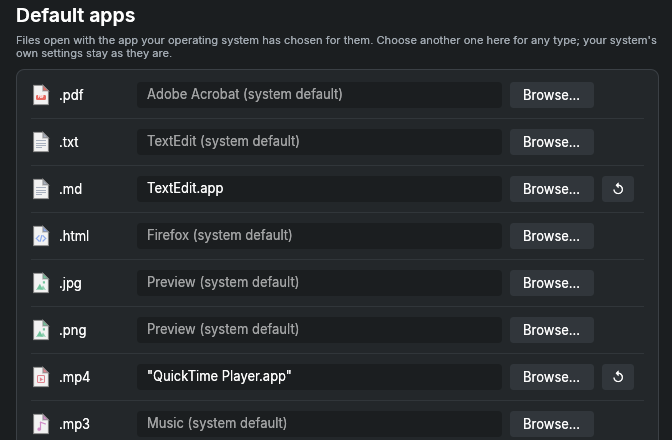 Default apps
Files open with the app your operating system has chosen for them. Choose another one here for any type; your system's
own settings stay as they are.
.pdf Adobe Acrobat (system default) Browse...
.txt TextEdit (system default) Browse...
.md TextEdit.app Browse...
.html Firefox (system default) Browse...
.jpg Preview (system default) Browse...
.png Preview (system default) Browse...
.mp4 "QuickTime Player.app" Browse...
.mp3 Music (system default) Browse...